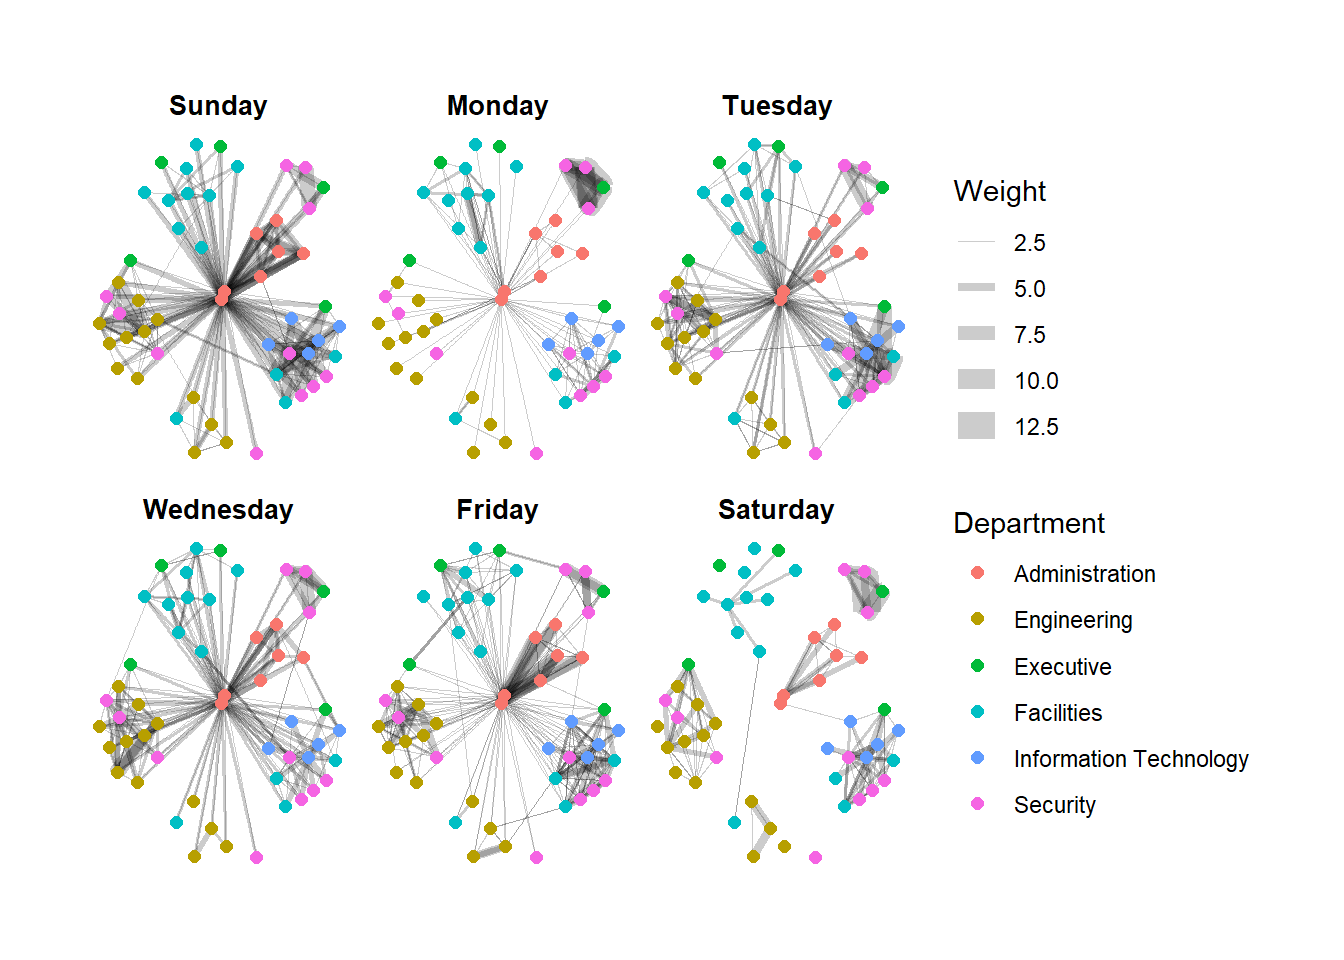 Sunday
Monday
Tuesday
Wednesday
Friday
Saturday
Weight
2.5
5.0
7.5
10.0
12.5
Department
Administration
Engineering
Executive
Facilities
Information Technology
Security